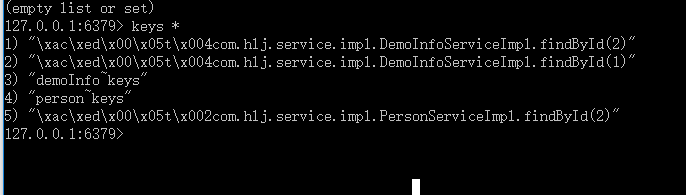 (empty list or set)
127.0.0.1:6379> keys *
1) "\xac\xed\x00\x05t\x004com.hlj.service.impl.DemoInfoServiceImpl.findById(2)"
2) "\xac\xed\x00\x05t\x004com.hlj.service.impl.DemoInfoServiceImpl.findById(1)"
3) "demoInfo~keys"
4) "person~keys"
5) "\xac\xed\x00\x05t\x002com.hlj.service.impl.PersonServiceImpl.findById(2)"
127.0.0.1:6379>